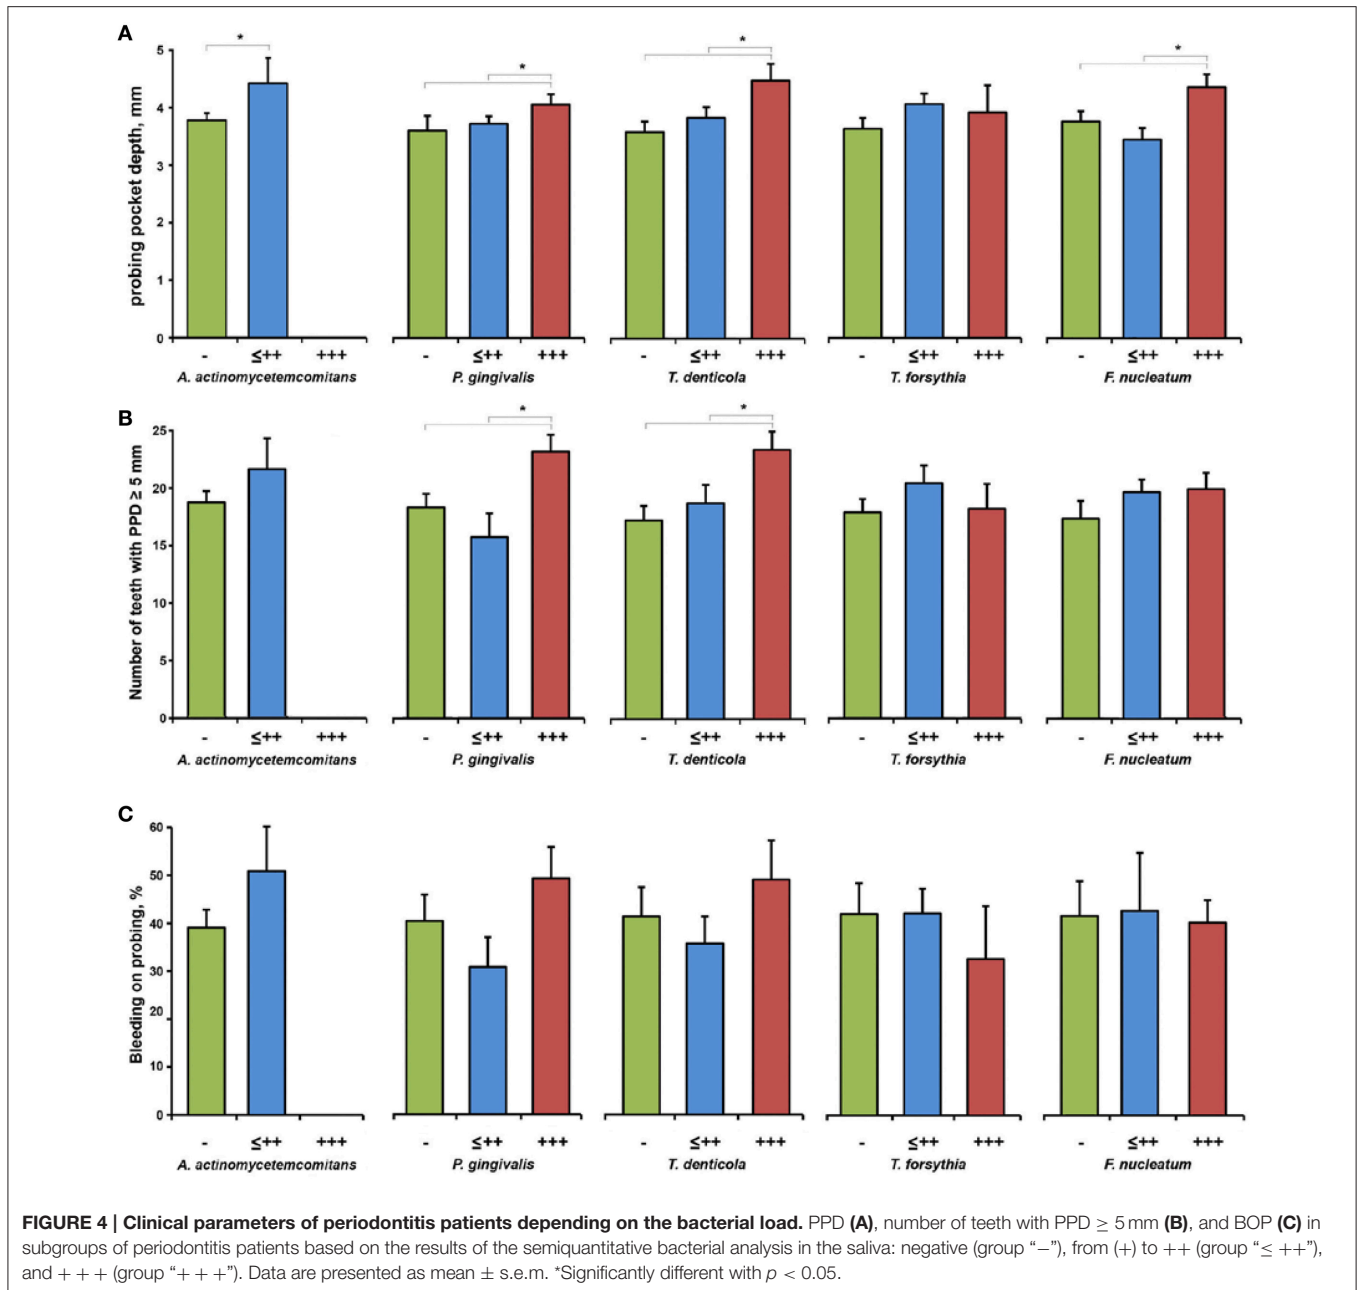 A
probing pocket depth, mm
5
4
3
2
1
0
* * * *
- ≤++ +++ - ≤++ +++ - ≤++ +++ - ≤++ +++ - ≤++ +++
A. actinomycetemcomitans P. gingivalis T. denticola T. forsythia F. nucleatum
B
Number of teeth with PPD ≥ 5 mm
25
20
15
10
5
0
* *
- ≤++ +++ - ≤++ +++ - ≤++ +++ - ≤++ +++ - ≤++ +++
A. actinomycetemcomitans P. gingivalis T. denticola T. forsythia F. nucleatum
C
Bleeding on probing, %
60
50
40
30
20
10
0
- ≤++ +++ - ≤++ +++ - ≤++ +++ - ≤++ +++ - ≤++ +++
A. actinomycetemcomitans P. gingivalis T. denticola T. forsythia F. nucleatum
FIGURE 4 | Clinical parameters of periodontitis patients depending on the bacterial load. PPD (A), number of teeth with PPD ≥ 5 mm (B), and BOP (C) in
subgroups of periodontitis patients based on the results of the semiquantitative bacterial analysis in the saliva: negative (group “−”), from (+) to ++ (group “≤ ++”),
and + + + (group “+ + +”). Data are presented as mean ± s.e.m. *Significantly different with p < 0.05.